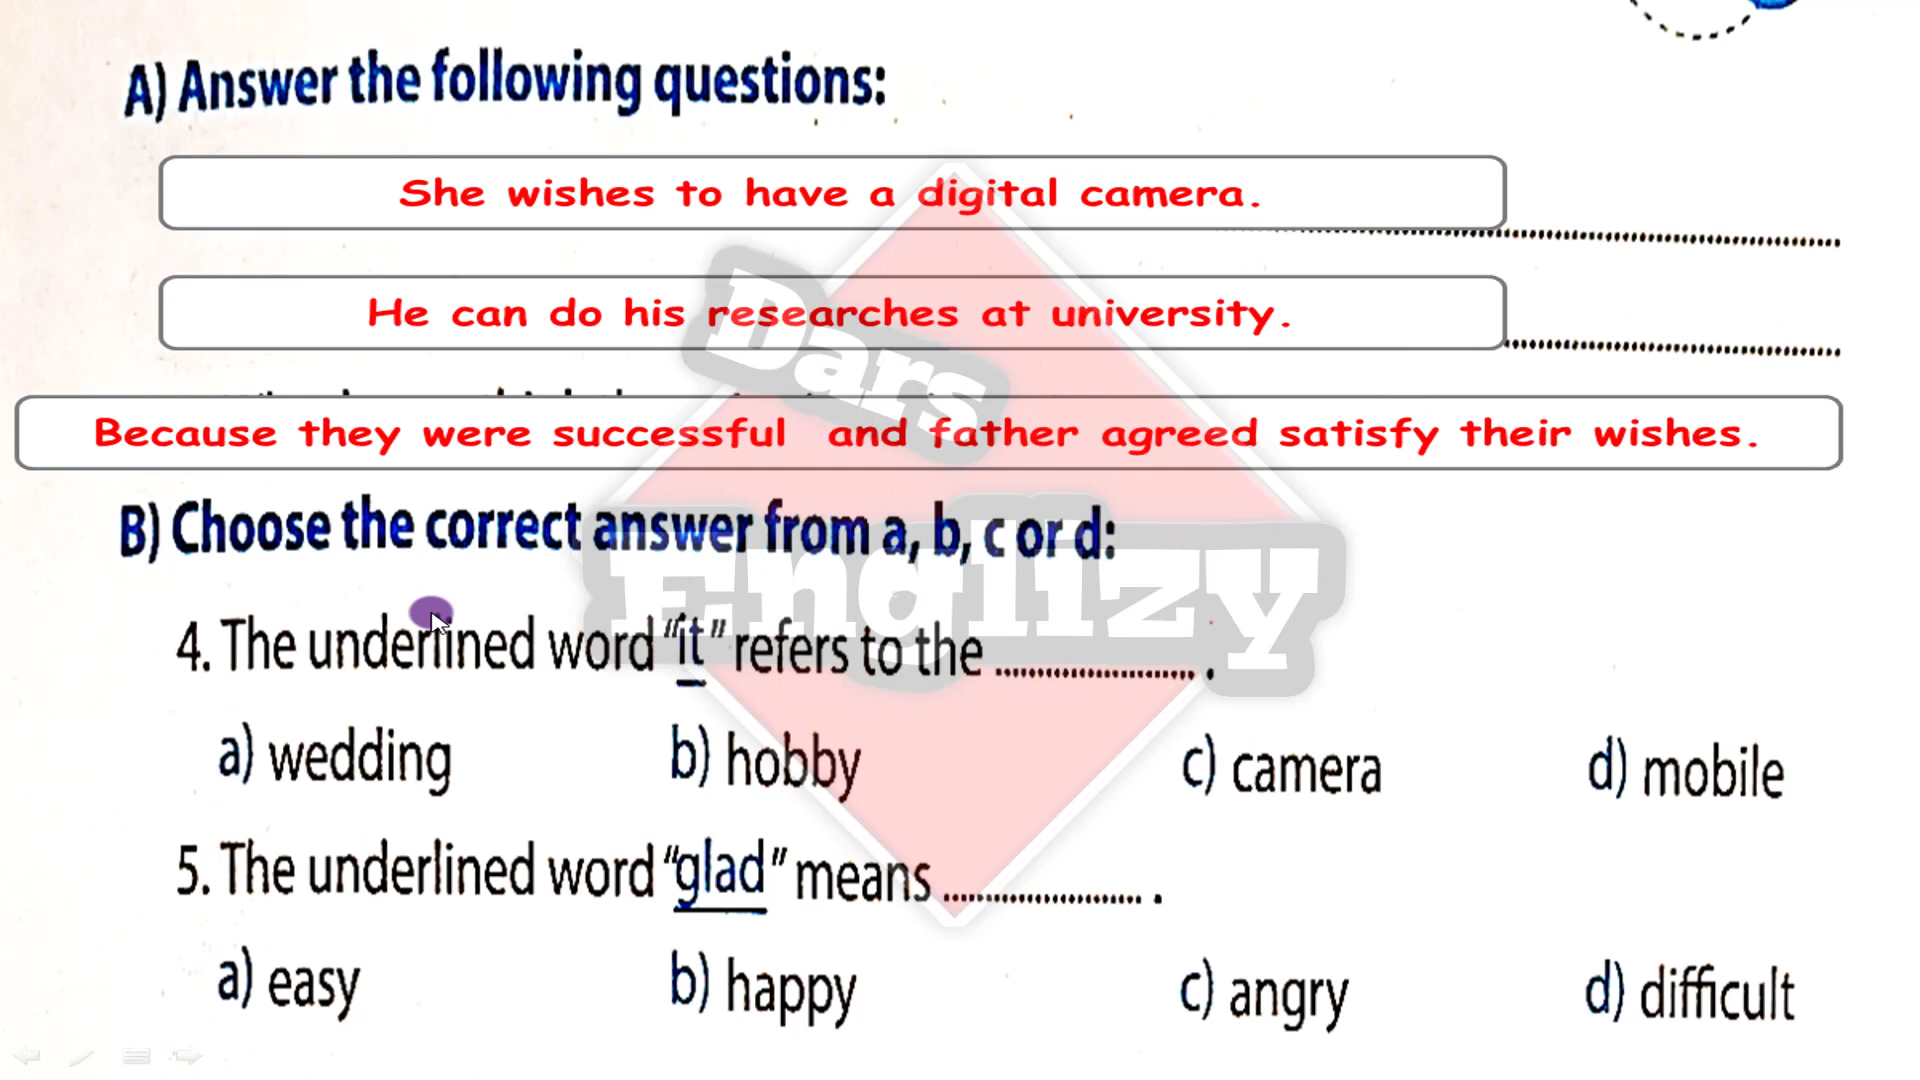 A) Answer the following questions:
She wishes to have a digital camera.
He can do his researches at university.
Because they were successful and father agreed satisfy their wishes.
B) Choose the correct answer from a, b, c or d:
Dars
Englizy
4. The underlined word "it" refers to the ........................ .
a) wedding b) hobby c) camera d) mobile
5. The underlined word "glad" means ........................ .
a) easy b) happy c) angry d) difficult